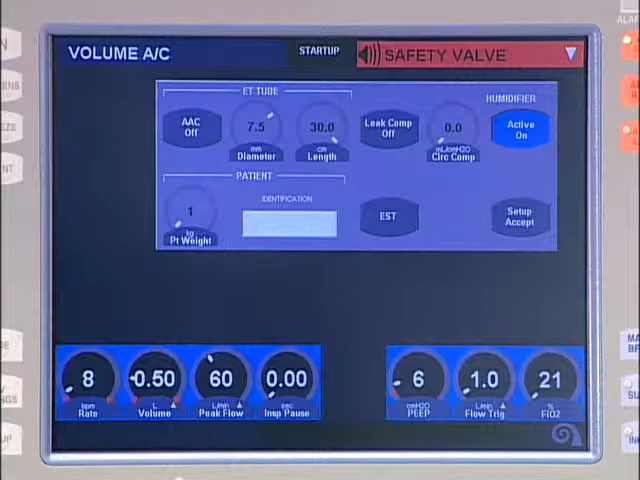 VOLUME A/C
STARTUP
SAFETY VALVE
ET TUBE
HUMIDIFIER
AAC
Off
7.5
mm
Diameter
30.0
cm
Length
Leak Comp
Off
0.0
mL/cmH2O
Circ Comp
Active
On
PATIENT
IDENTIFICATION
1
kg
Pt Weight
EST
Setup
Accept
8
bpm
Rate
0.50
L
Volume
60
L/min
Peak Flow
0.00
sec
Insp Pause
6
cmH2O
PEEP
1.0
L/min
Flow Trig
21
%
FiO2